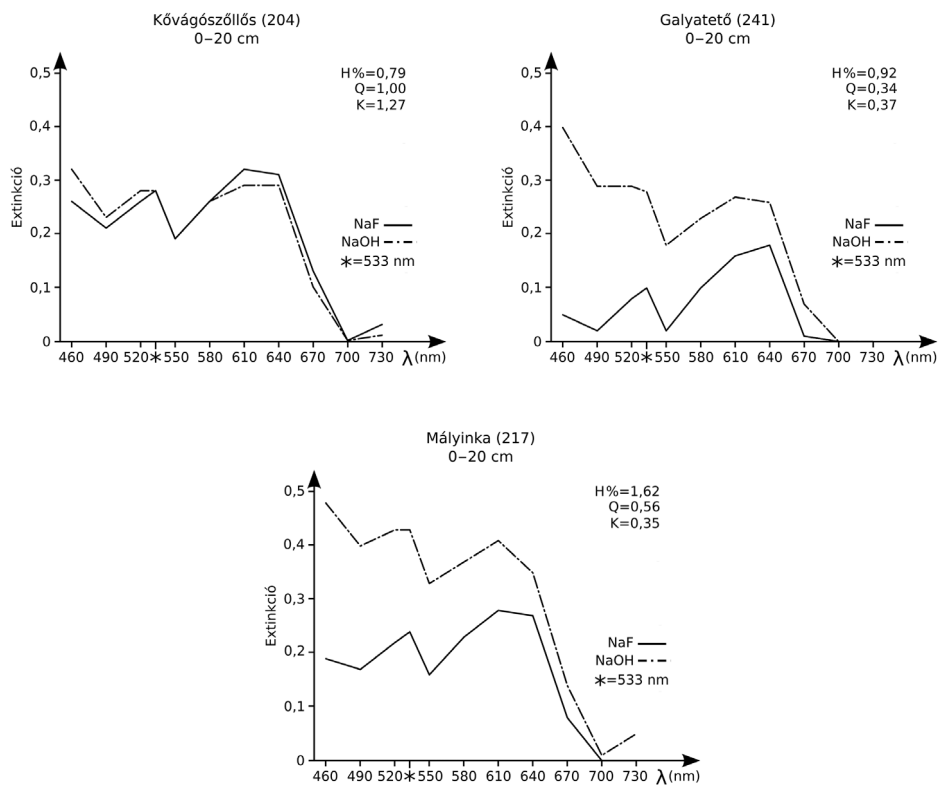 Kővágószőllős (204)
0–20 cm
H%=0,79
Q=1,00
K=1,27
0,5
0,4
0,3
0,2
0,1
0
Extinkció
NaF
NaOH
*=533 nm
460 490 520 * 550 580 610 640 670 700 730 λ(nm)
Galyatető (241)
0–20 cm
H%=0,92
Q=0,34
K=0,37
0,5
0,4
0,3
0,2
0,1
0
Extinkció
NaF
NaOH
*=533 nm
460 490 520 * 550 580 610 640 670 700 730 λ(nm)
Mályinka (217)
0–20 cm
H%=1,62
Q=0,56
K=0,35
0,5
0,4
0,3
0,2
0,1
0
Extinkció
NaF
NaOH
*=533 nm
460 490 520 * 550 580 610 640 670 700 730 λ(nm)